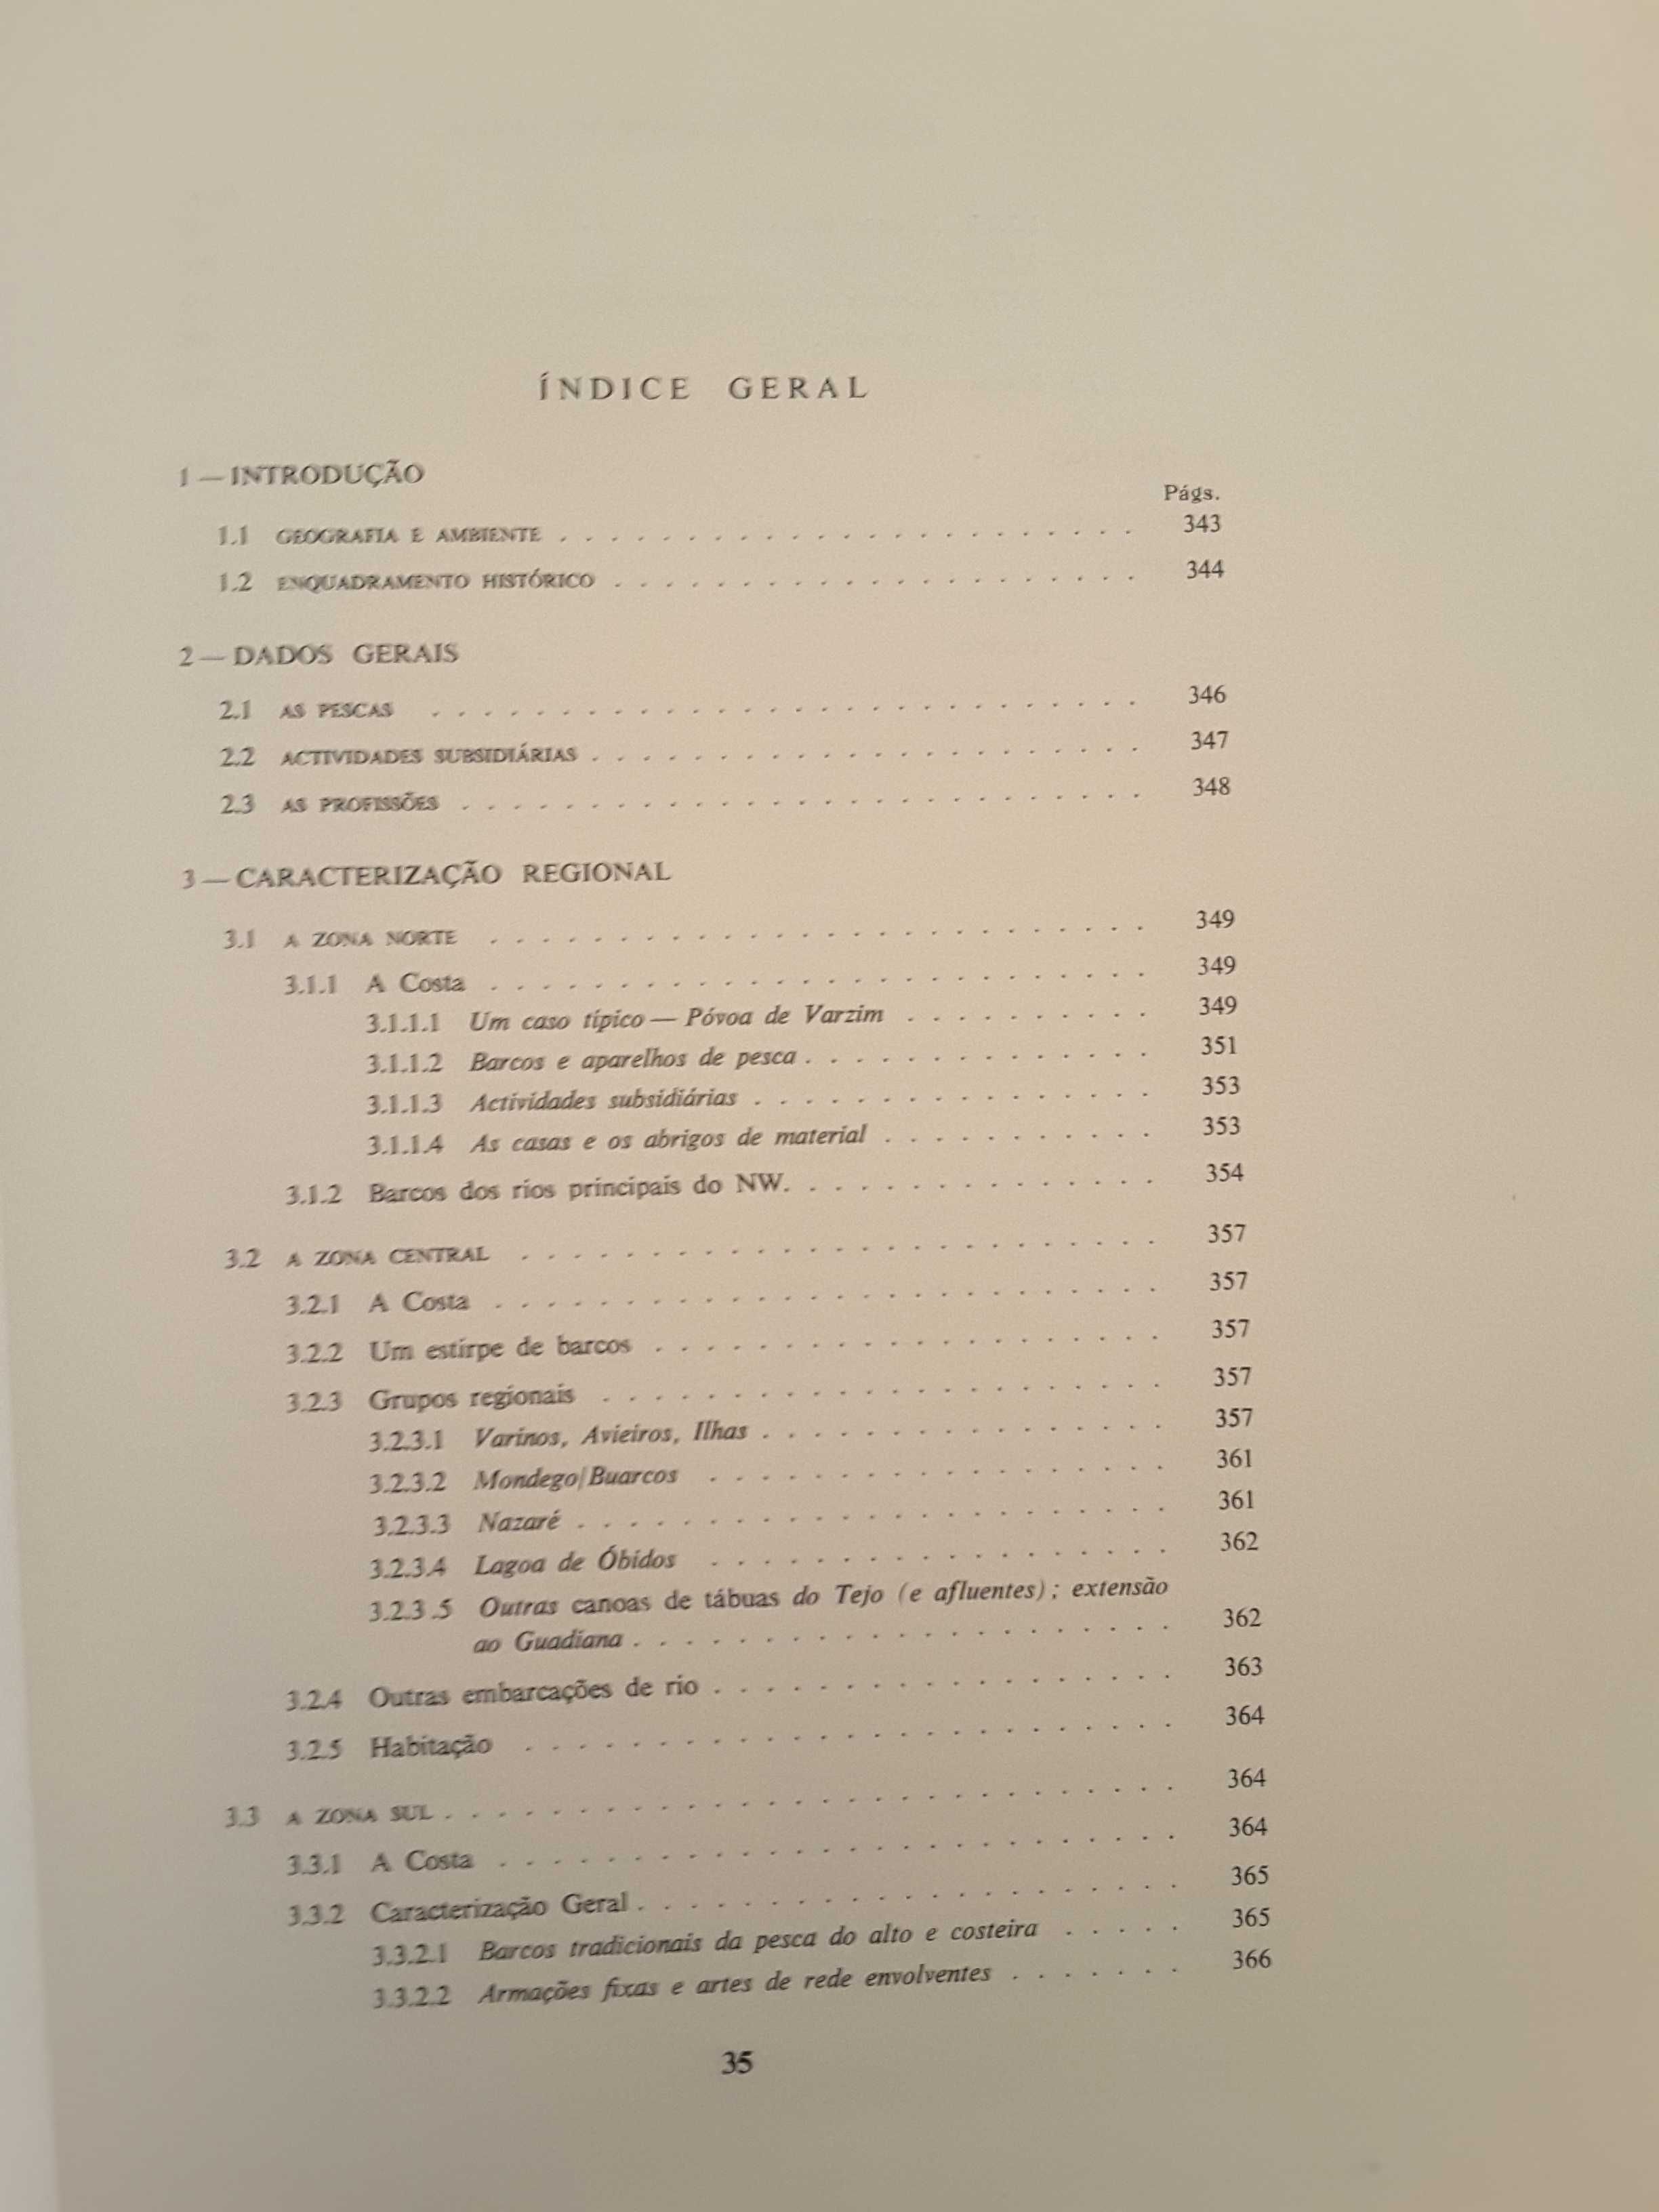 ÍNDICE GERAL
1 — INTRODUÇÃO
Págs.
1.1 GEOGRAFIA E AMBIENTE . . . . . . . . . . . . . . . . . . . . . . . 343
1.2 ENQUADRAMENTO HISTÓRICO . . . . . . . . . . . . . . . . . . . . . 344
2 — DADOS GERAIS
2.1 AS PESCAS . . . . . . . . . . . . . . . . . . . . . . . . . . . . 346
2.2 ACTIVIDADES SUBSIDIÁRIAS . . . . . . . . . . . . . . . . . . . . . . 347
2.3 AS PROFISSÕES . . . . . . . . . . . . . . . . . . . . . . . . . . . 348
3 — CARACTERIZAÇÃO REGIONAL
3.1 A ZONA NORTE . . . . . . . . . . . . . . . . . . . . . . . . . . 349
3.1.1 A Costa . . . . . . . . . . . . . . . . . . . . . . . . . . 349
3.1.1.1 Um caso típico — Póvoa de Varzim . . . . . . . . . . 349
3.1.1.2 Barcos e aparelhos de pesca . . . . . . . . . . . . . . 351
3.1.1.3 Actividades subsidiárias . . . . . . . . . . . . . . . . 353
3.1.1.4 As casas e os abrigos de material . . . . . . . . . . . 353
3.1.2 Barcos dos rios principais do NW. . . . . . . . . . . . . . . 354
3.2 A ZONA CENTRAL . . . . . . . . . . . . . . . . . . . . . . . . . 357
3.2.1 A Costa . . . . . . . . . . . . . . . . . . . . . . . . . . 357
3.2.2 Um estirpe de barcos . . . . . . . . . . . . . . . . . . . . 357
3.2.3 Grupos regionais . . . . . . . . . . . . . . . . . . . . . . 357
3.2.3.1 Varinos, Avieiros, Ilhas . . . . . . . . . . . . . . . . 357
3.2.3.2 Mondego/Buarcos . . . . . . . . . . . . . . . . . . 361
3.2.3.3 Nazaré . . . . . . . . . . . . . . . . . . . . . . . 361
3.2.3.4 Lagoa de Óbidos . . . . . . . . . . . . . . . . . . 362
3.2.3.5 Outras canoas de tábuas do Tejo (e afluentes); extensão
ao Guadiana . . . . . . . . . . . . . . . . . . . . . 362
3.2.4 Outras embarcações de rio . . . . . . . . . . . . . . . . . . 363
3.2.5 Habitação . . . . . . . . . . . . . . . . . . . . . . . . . 364
3.3 A ZONA SUL . . . . . . . . . . . . . . . . . . . . . . . . . . . . 364
3.3.1 A Costa . . . . . . . . . . . . . . . . . . . . . . . . . . 364
3.3.2 Caracterização Geral . . . . . . . . . . . . . . . . . . . . . 365
3.3.2.1 Barcos tradicionais da pesca do alto e costeira . . . . . 365
3.3.2.2 Armações fixas e artes de rede envolventes . . . . . . . 366
35